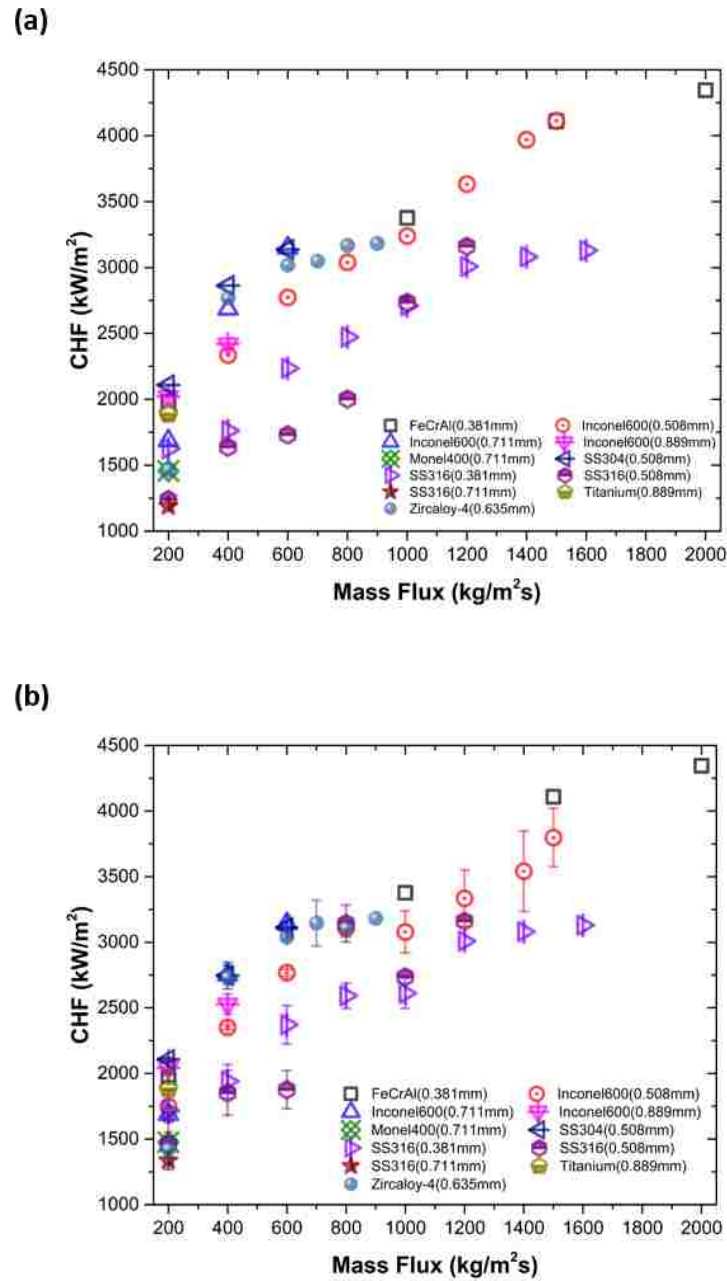 (a)
4500
4000
3500
3000
2500
2000
1500
1000
CHF (kW/m²)
FeCrAl(0.381mm) Inconel600(0.508mm)
Inconel600(0.711mm) Inconel600(0.889mm)
Monel400(0.711mm) SS304(0.508mm)
SS316(0.381mm) SS316(0.508mm)
SS316(0.711mm) Titanium(0.889mm)
Zircaloy-4(0.635mm)
200 400 600 800 1000 1200 1400 1600 1800 2000
Mass Flux (kg/m²s)
(b)
4500
4000
3500
3000
2500
2000
1500
1000
CHF (kW/m²)
FeCrAl(0.381mm) Inconel600(0.508mm)
Inconel600(0.711mm) Inconel600(0.889mm)
Monel400(0.711mm) SS304(0.508mm)
SS316(0.381mm) SS316(0.508mm)
SS316(0.711mm) Titanium(0.889mm)
Zircaloy-4(0.635mm)
200 400 600 800 1000 1200 1400 1600 1800 2000
Mass Flux (kg/m²s)